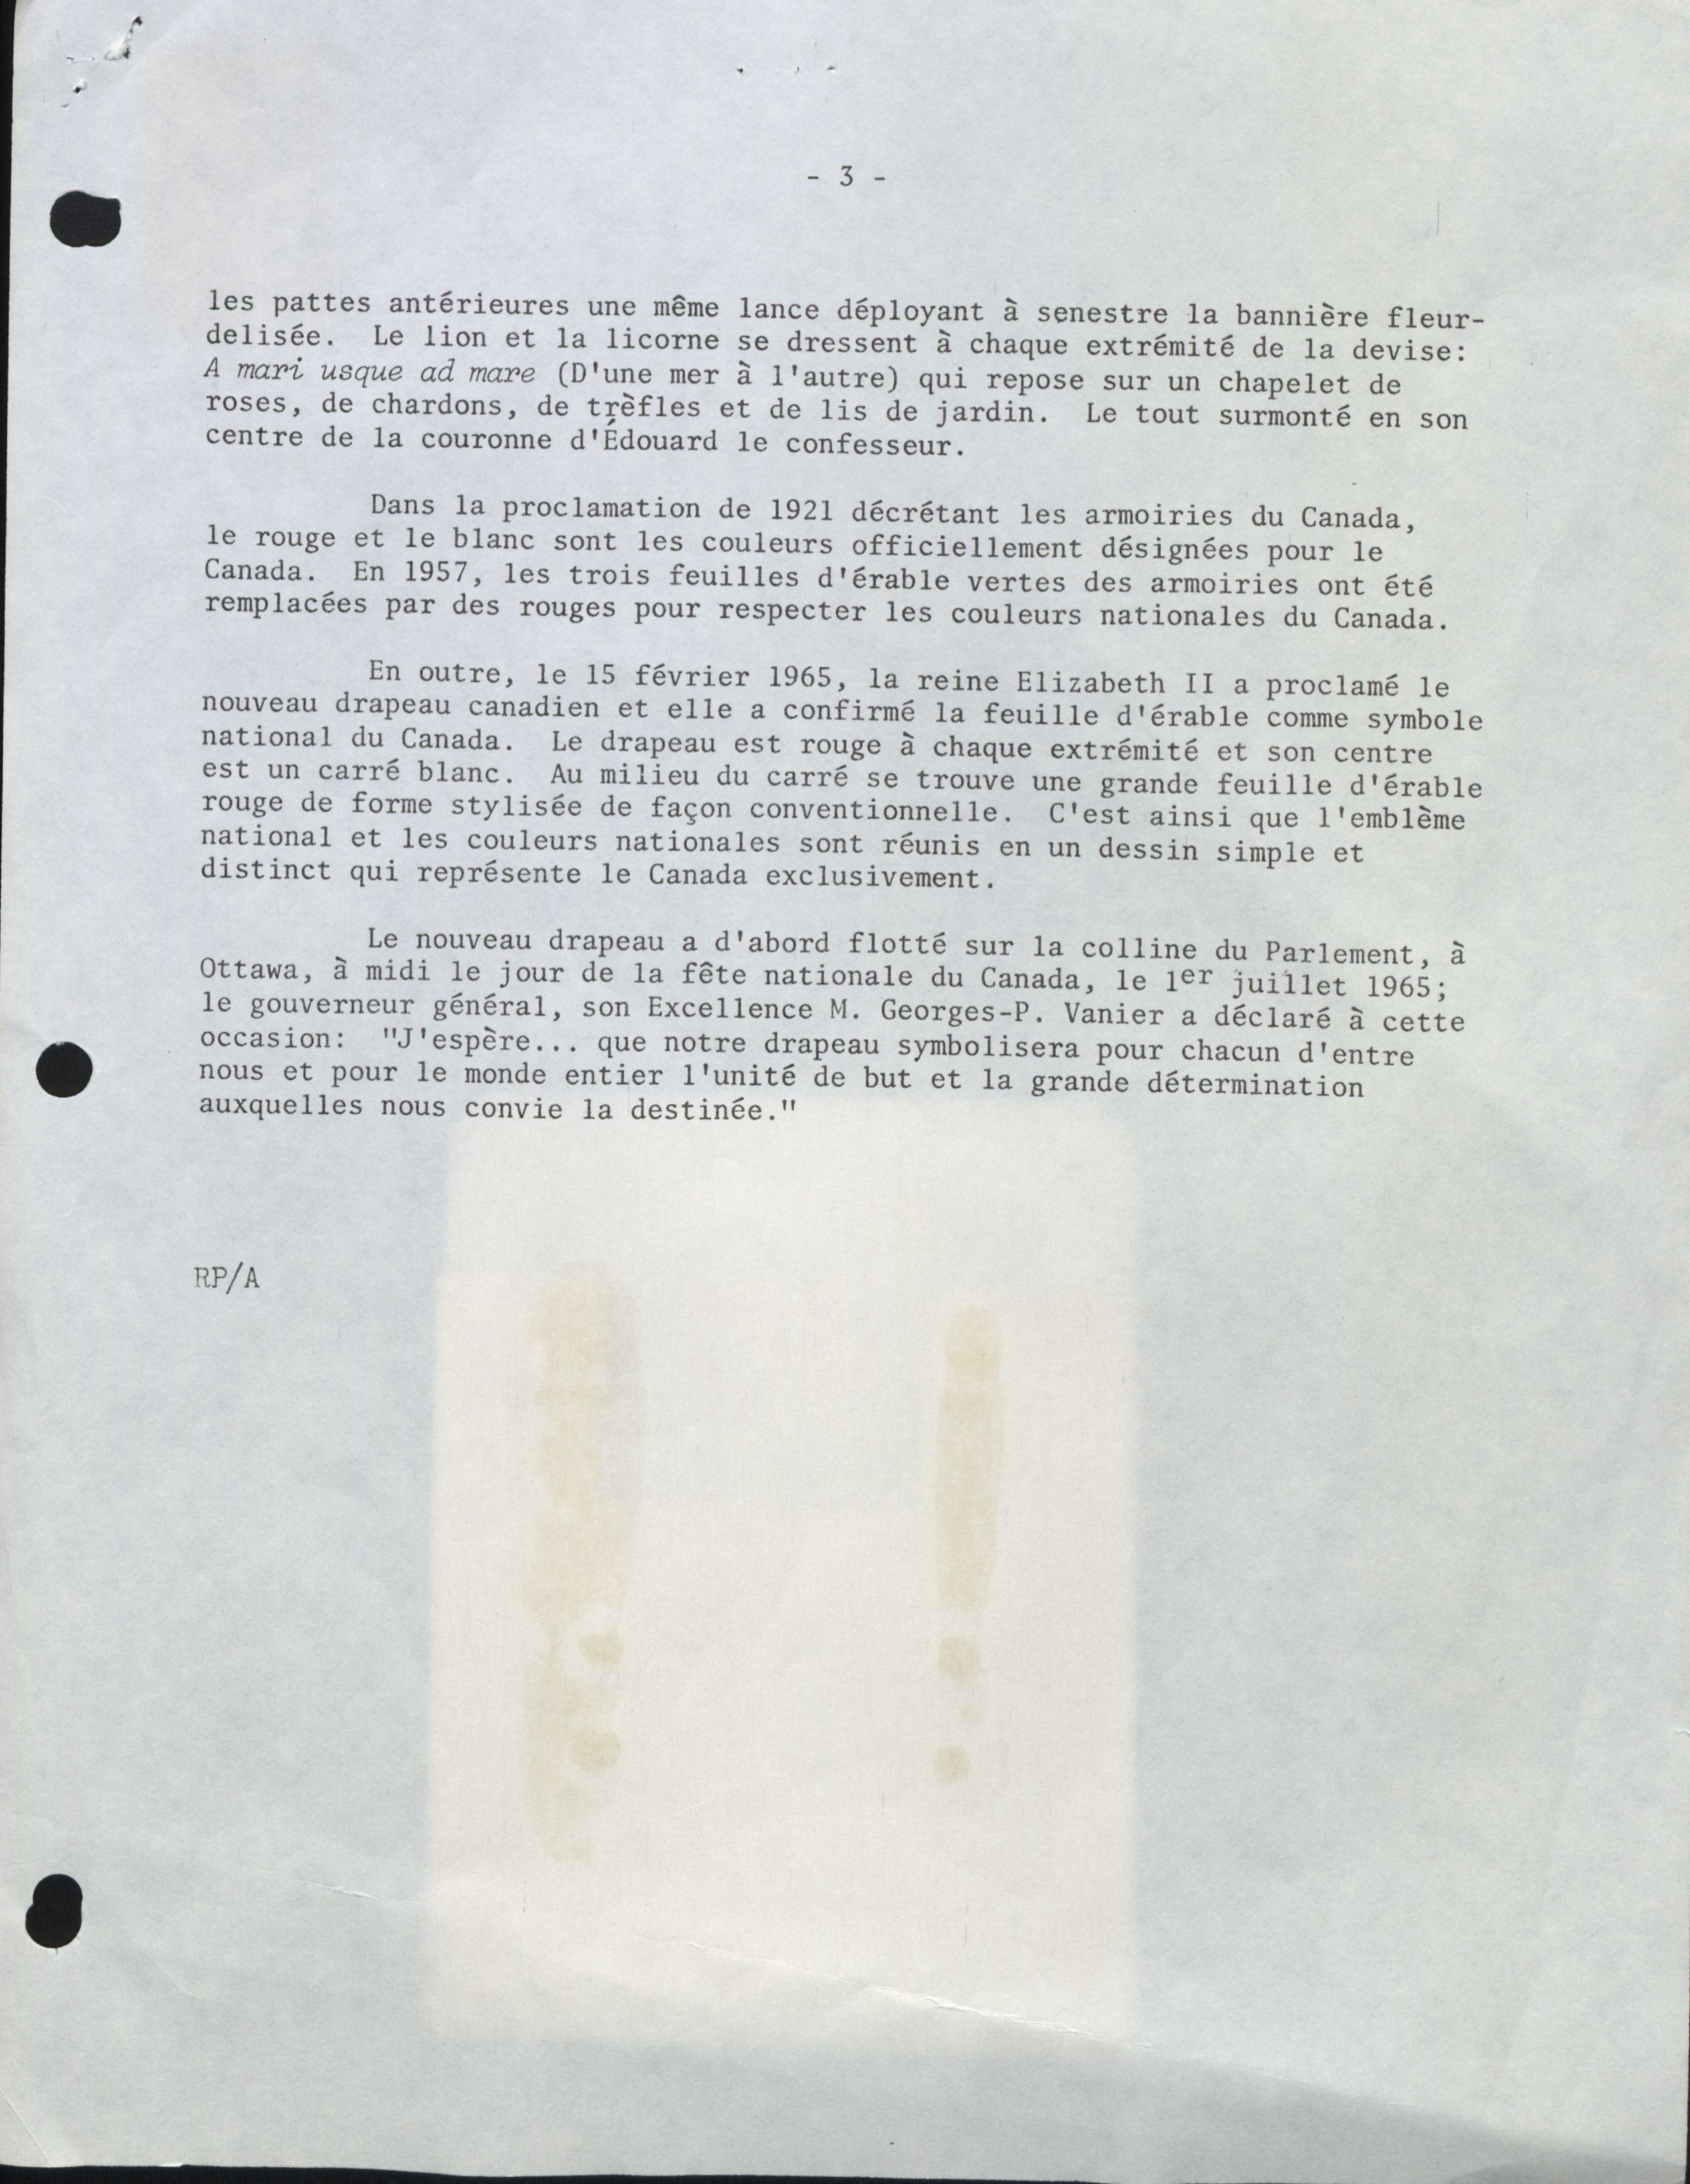 - 3 -
les pattes antérieures une même lance déployant à senestre la bannière fleur-
delisée. Le lion et la licorne se dressent à chaque extrémité de la devise:
A mari usque ad mare (D'une mer à l'autre) qui repose sur un chapelet de
roses, de chardons, de trèfles et de lis de jardin. Le tout surmonté en son
centre de la couronne d'Édouard le confesseur.
Dans la proclamation de 1921 décrétant les armoiries du Canada,
le rouge et le blanc sont les couleurs officiellement désignées pour le
Canada. En 1957, les trois feuilles d'érable vertes des armoiries ont été
remplacées par des rouges pour respecter les couleurs nationales du Canada.
En outre, le 15 février 1965, la reine Elizabeth II a proclamé le
nouveau drapeau canadien et elle a confirmé la feuille d'érable comme symbole
national du Canada. Le drapeau est rouge à chaque extrémité et son centre
est un carré blanc. Au milieu du carré se trouve une grande feuille d'érable
rouge de forme stylisée de façon conventionnelle. C'est ainsi que l'emblème
national et les couleurs nationales sont réunis en un dessin simple et
distinct qui représente le Canada exclusivement.
Le nouveau drapeau a d'abord flotté sur la colline du Parlement, à
Ottawa, à midi le jour de la fête nationale du Canada, le 1er juillet 1965;
le gouverneur général, son Excellence M. Georges-P. Vanier a déclaré à cette
occasion: "J'espère... que notre drapeau symbolisera pour chacun d'entre
nous et pour le monde entier l'unité de but et la grande détermination
auxquelles nous convie la destinée."
RP/A